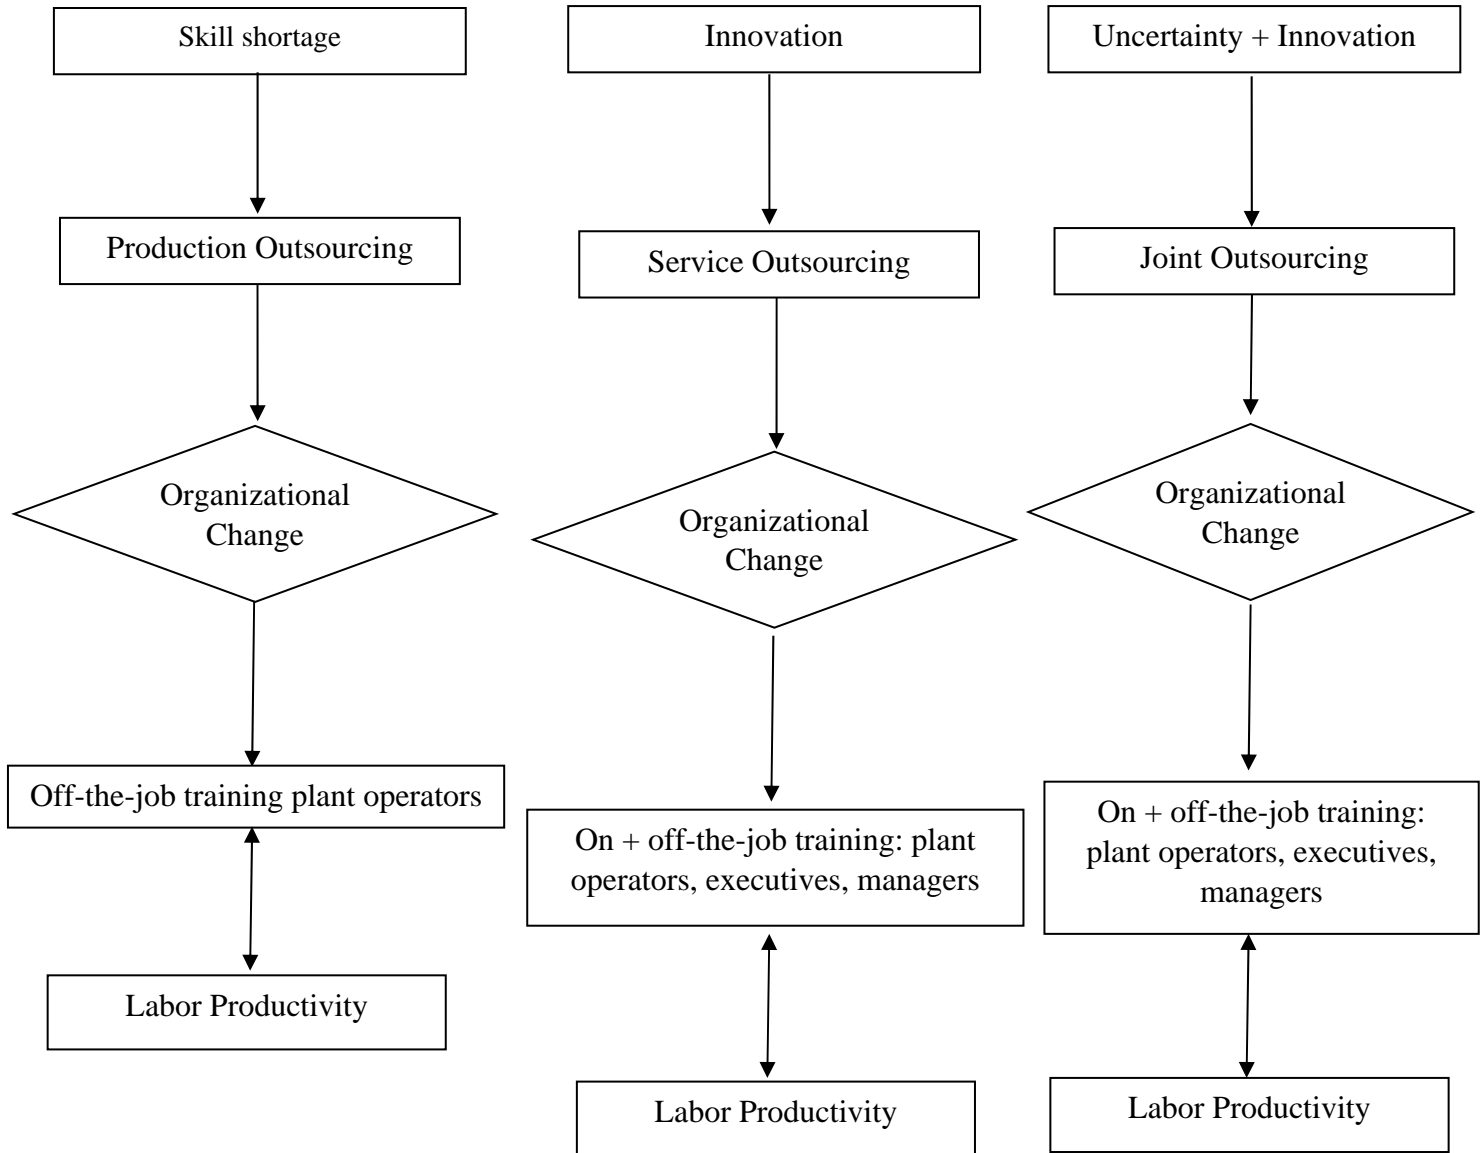 Skill shortage
Production Outsourcing
Organizational
Change
Off-the-job training plant operators
Labor Productivity
Innovation
Service Outsourcing
Organizational
Change
On + off-the-job training: plant
operators, executives, managers
Labor Productivity
Uncertainty + Innovation
Joint Outsourcing
Organizational
Change
On + off-the-job training:
plant operators, executives,
managers
Labor Productivity